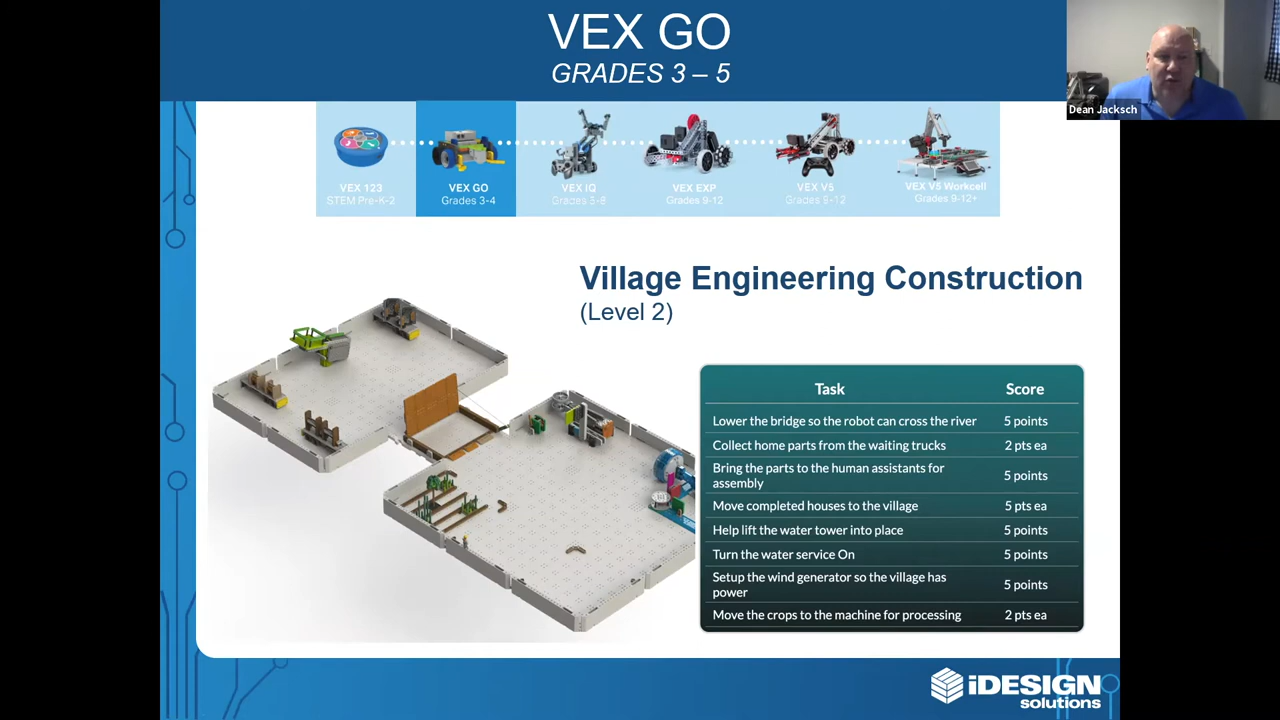 VEX GO
GRADES 3 – 5
Dean Jacksch
VEX 123
STEM Pre-K-2
VEX GO
Grades 3-4
VEX IQ
Grades 5-8
VEX EXP
Grades 9-12
VEX V5
Grades 9-12
VEX V5 Workcell
Grades 9-12+
Village Engineering Construction
(Level 2)
Task Score
Lower the bridge so the robot can cross the river 5 points
Collect home parts from the waiting trucks 2 pts ea
Bring the parts to the human assistants for
assembly 5 points
Move completed houses to the village 5 pts ea
Help lift the water tower into place 5 points
Turn the water service On 5 points
Setup the wind generator so the village has
power 5 points
Move the crops to the machine for processing 2 pts ea
iDESIGN
solutions